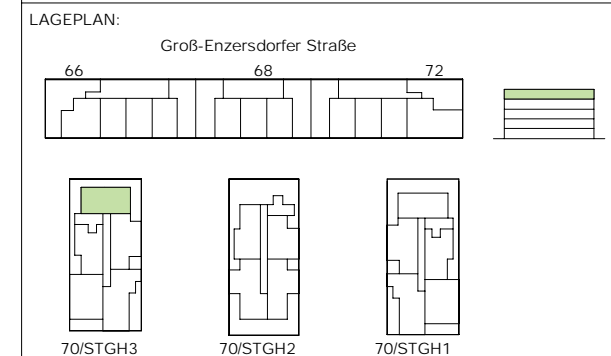 LAGEPLAN:
Groß-Enzersdorfer Straße
66 68 72
70/STGH3 70/STGH2 70/STGH1